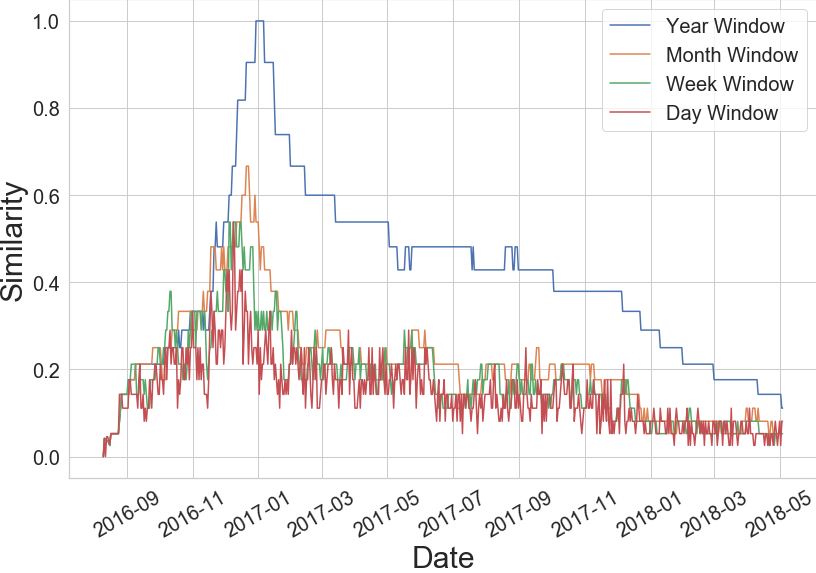 Year Window
Month Window
Week Window
Day Window
Similarity
1.0
0.8
0.6
0.4
0.2
0.0
2016-09
2016-11
2017-01
2017-03
2017-05
2017-07
2017-09
2017-11
2018-01
2018-03
2018-05
Date